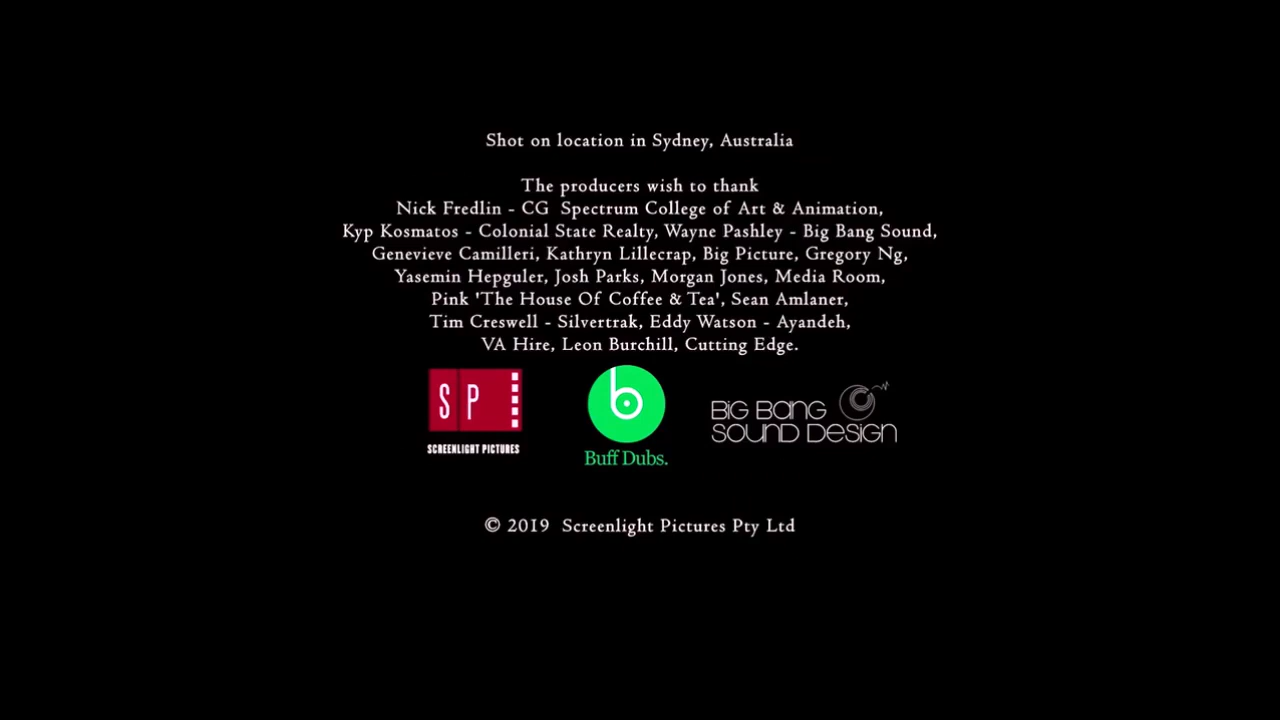 Shot on location in Sydney, Australia
The producers wish to thank
Nick Fredlin - CG Spectrum College of Art & Animation,
Kyp Kosmatos - Colonial State Realty, Wayne Pashley - Big Bang Sound,
Genevieve Camilleri, Kathryn Lillecrap, Big Picture, Gregory Ng,
Yasemin Hepguler, Josh Parks, Morgan Jones, Media Room,
Pink 'The House Of Coffee & Tea', Sean Amlaner,
Tim Creswell - Silvertrak, Eddy Watson - Ayandeh,
VA Hire, Leon Burchill, Cutting Edge.
S P
SCREENLIGHT PICTURES
b
Buff Dubs.
BiG BANG
SOUND DESiGN
© 2019 Screenlight Pictures Pty Ltd